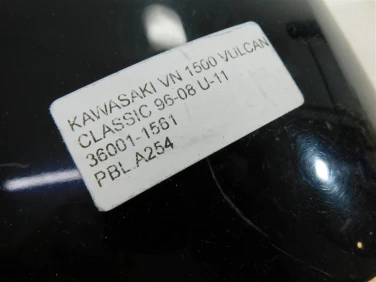 KAWASAKI VN 1500 VULCAN
CLASSIC 96-08 U-11
36001-1561
PBL.A254